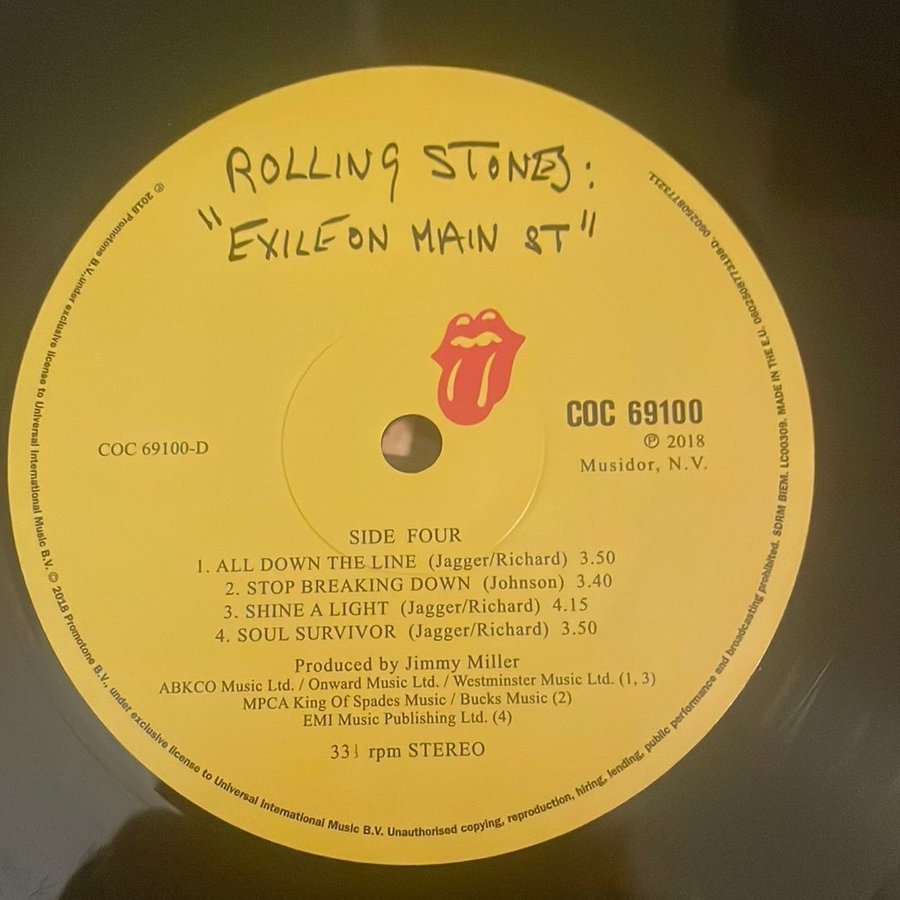 ROLLING STONES:
"EXILE ON MAIN ST"
COC 69100-D
COC 69100
℗ 2018
Musidor, N.V.
SIDE FOUR
1. ALL DOWN THE LINE (Jagger/Richard) 3.50
2. STOP BREAKING DOWN (Johnson) 3.40
3. SHINE A LIGHT (Jagger/Richard) 4.15
4. SOUL SURVIVOR (Jagger/Richard) 3.50
Produced by Jimmy Miller
ABKCO Music Ltd. / Onward Music Ltd. / Westminster Music Ltd. (1, 3)
MPCA King Of Spades Music / Bucks Music (2)
EMI Music Publishing Ltd. (4)
33⅓ rpm STEREO
℗ 2018 Promotone B.V., under exclusive license to Universal International Music B.V. © 2018 Promotone B.V., under exclusive license to Universal International Music B.V. Unauthorised copying, reproduction, hiring, lending, public performance and broadcasting prohibited. SDRM BIEM. LC00309. MADE IN THE E.U. 060250877319S-D. 0602508773211.